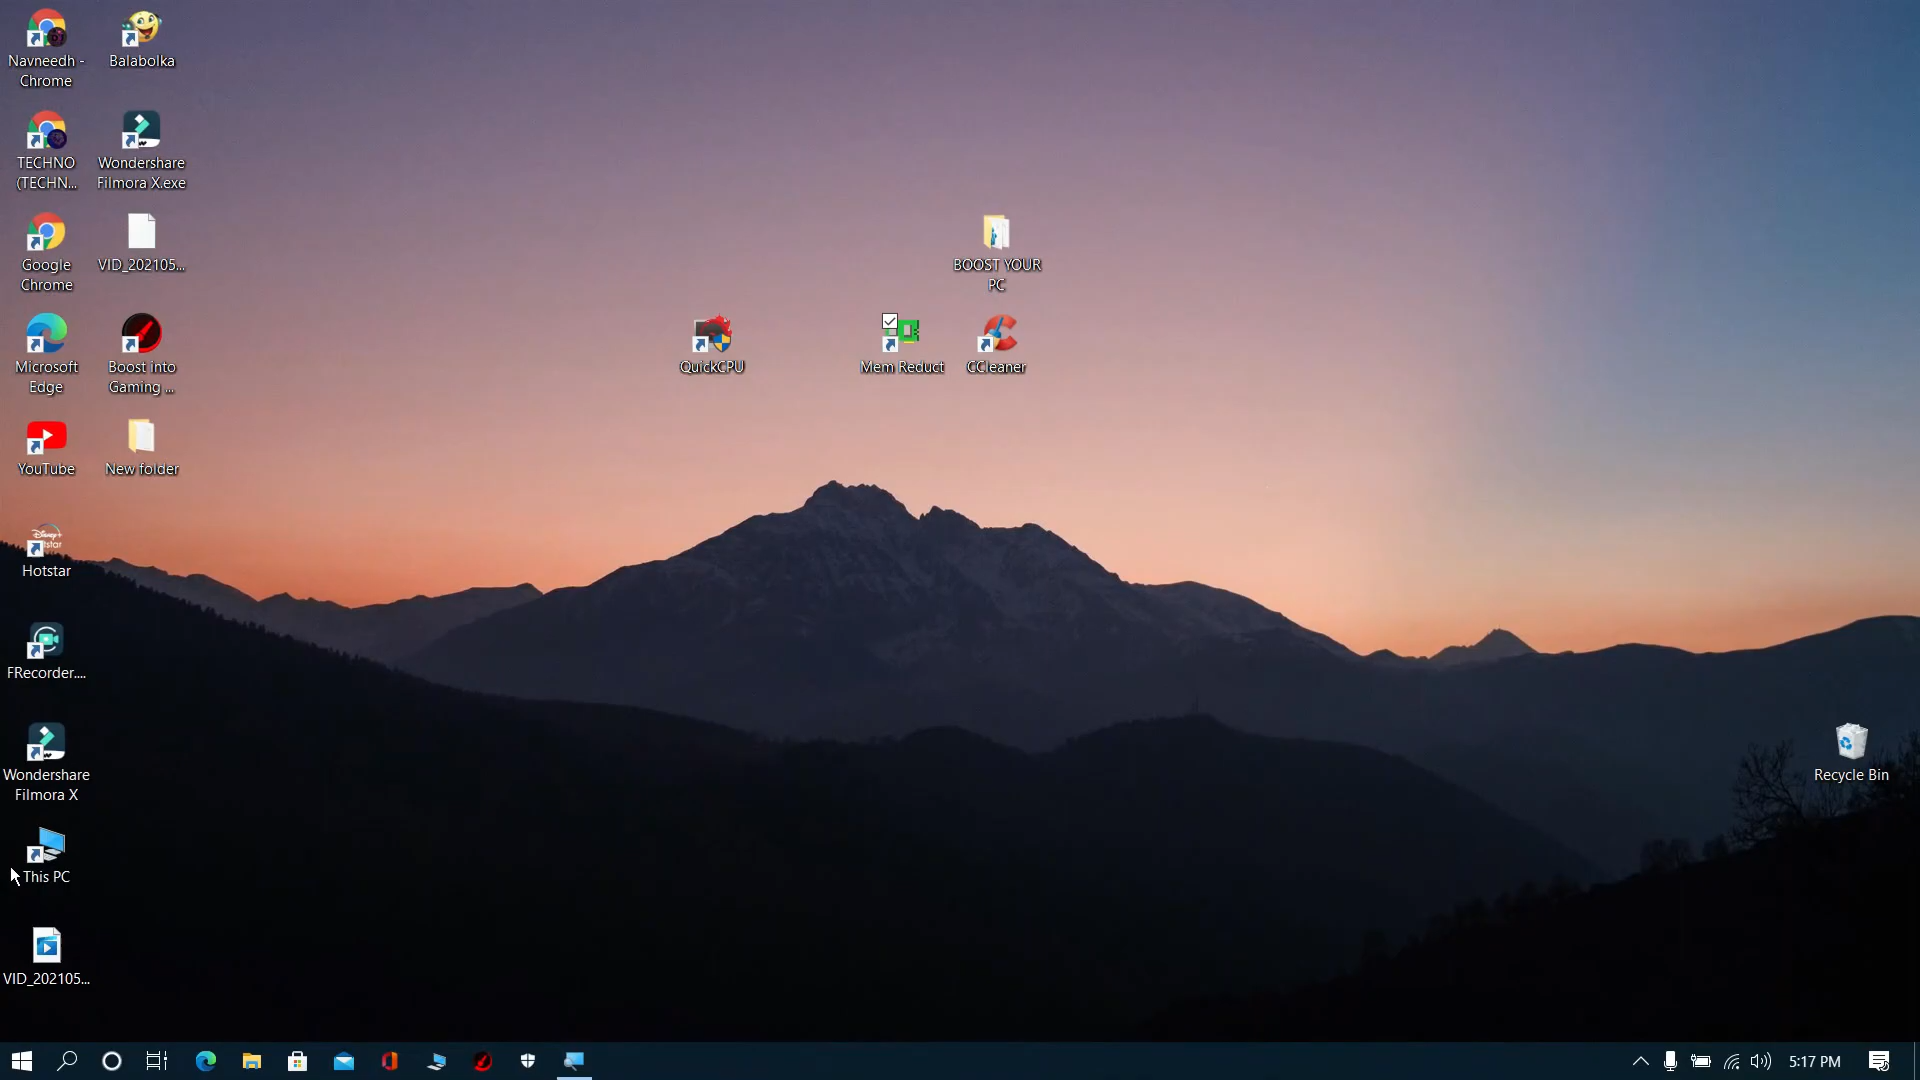 Navneedh -
Chrome
Balabolka
TECHNO
(TECHN...
Wondershare
Filmora X.exe
Google
Chrome
VID_202105...
BOOST YOUR
PC
Microsoft
Edge
Boost into
Gaming ...
QuickCPU
Mem Reduct
CCleaner
YouTube
New folder
Disney+
Hotstar
FRecorder....
Wondershare
Filmora X
Recycle Bin
This PC
VID_202105...
5:17 PM